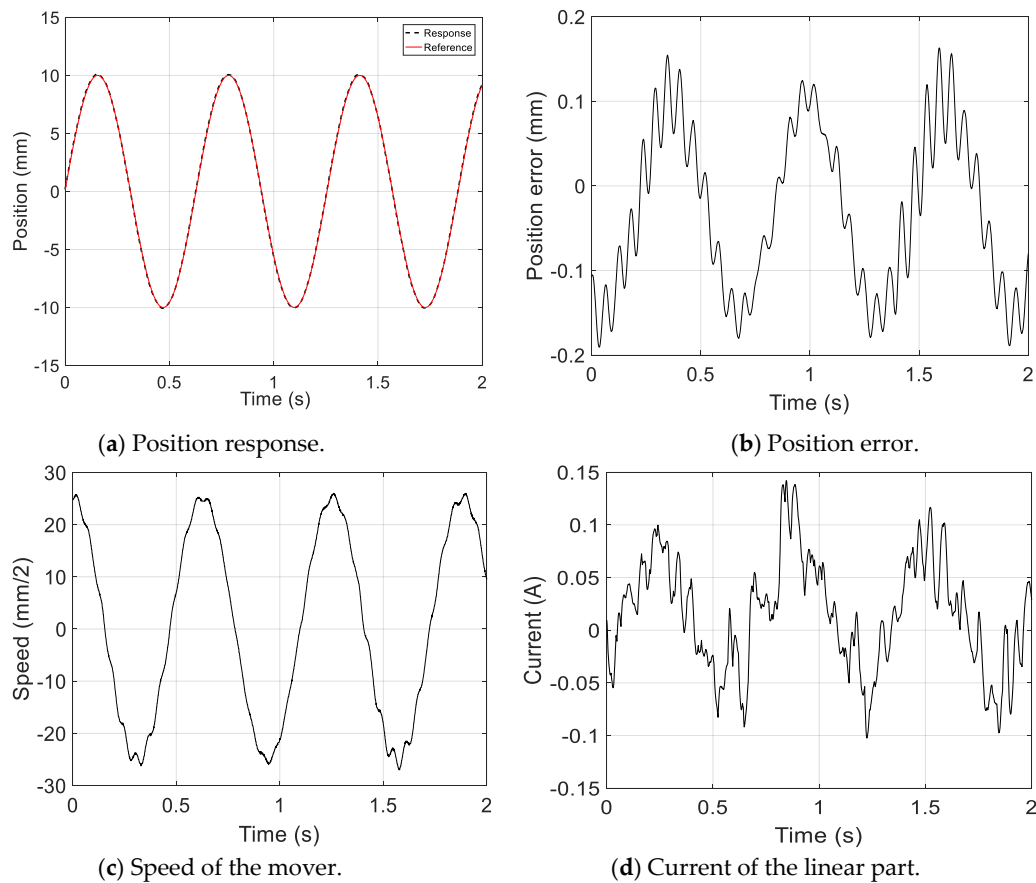 15
10
5
0
-5
-10
-15
Position (mm)
Response
Reference
0 0.5 1 1.5 2
Time (s)
(a) Position response.
0.2
0.1
0
-0.1
-0.2
Position error (mm)
0 0.5 1 1.5 2
Time (s)
(b) Position error.
30
20
10
0
-10
-20
-30
Speed (mm/2)
0 0.5 1 1.5 2
Time (s)
(c) Speed of the mover.
0.15
0.1
0.05
0
-0.05
-0.1
-0.15
Current (A)
0 0.5 1 1.5 2
Time (s)
(d) Current of the linear part.